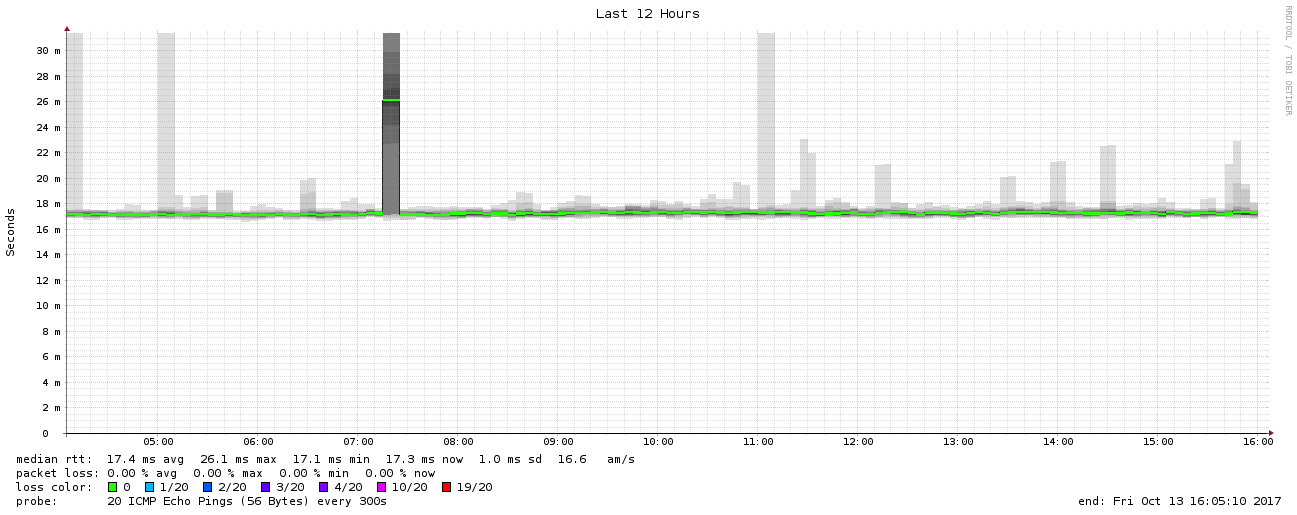 Last 12 Hours
RRDTOOL / TOBI OETIKER
Seconds
30 m
28 m
26 m
24 m
22 m
20 m
18 m
16 m
14 m
12 m
10 m
8 m
6 m
4 m
2 m
0
05:00 06:00 07:00 08:00 09:00 10:00 11:00 12:00 13:00 14:00 15:00 16:00
median rtt: 17.4 ms avg 26.1 ms max 17.1 ms min 17.3 ms now 1.0 ms sd 16.6 am/s
packet loss: 0.00 % avg 0.00 % max 0.00 % min 0.00 % now
loss color: 0 1/20 2/20 3/20 4/20 10/20 19/20
probe: 20 ICMP Echo Pings (56 Bytes) every 300s end: Fri Oct 13 16:05:10 2017